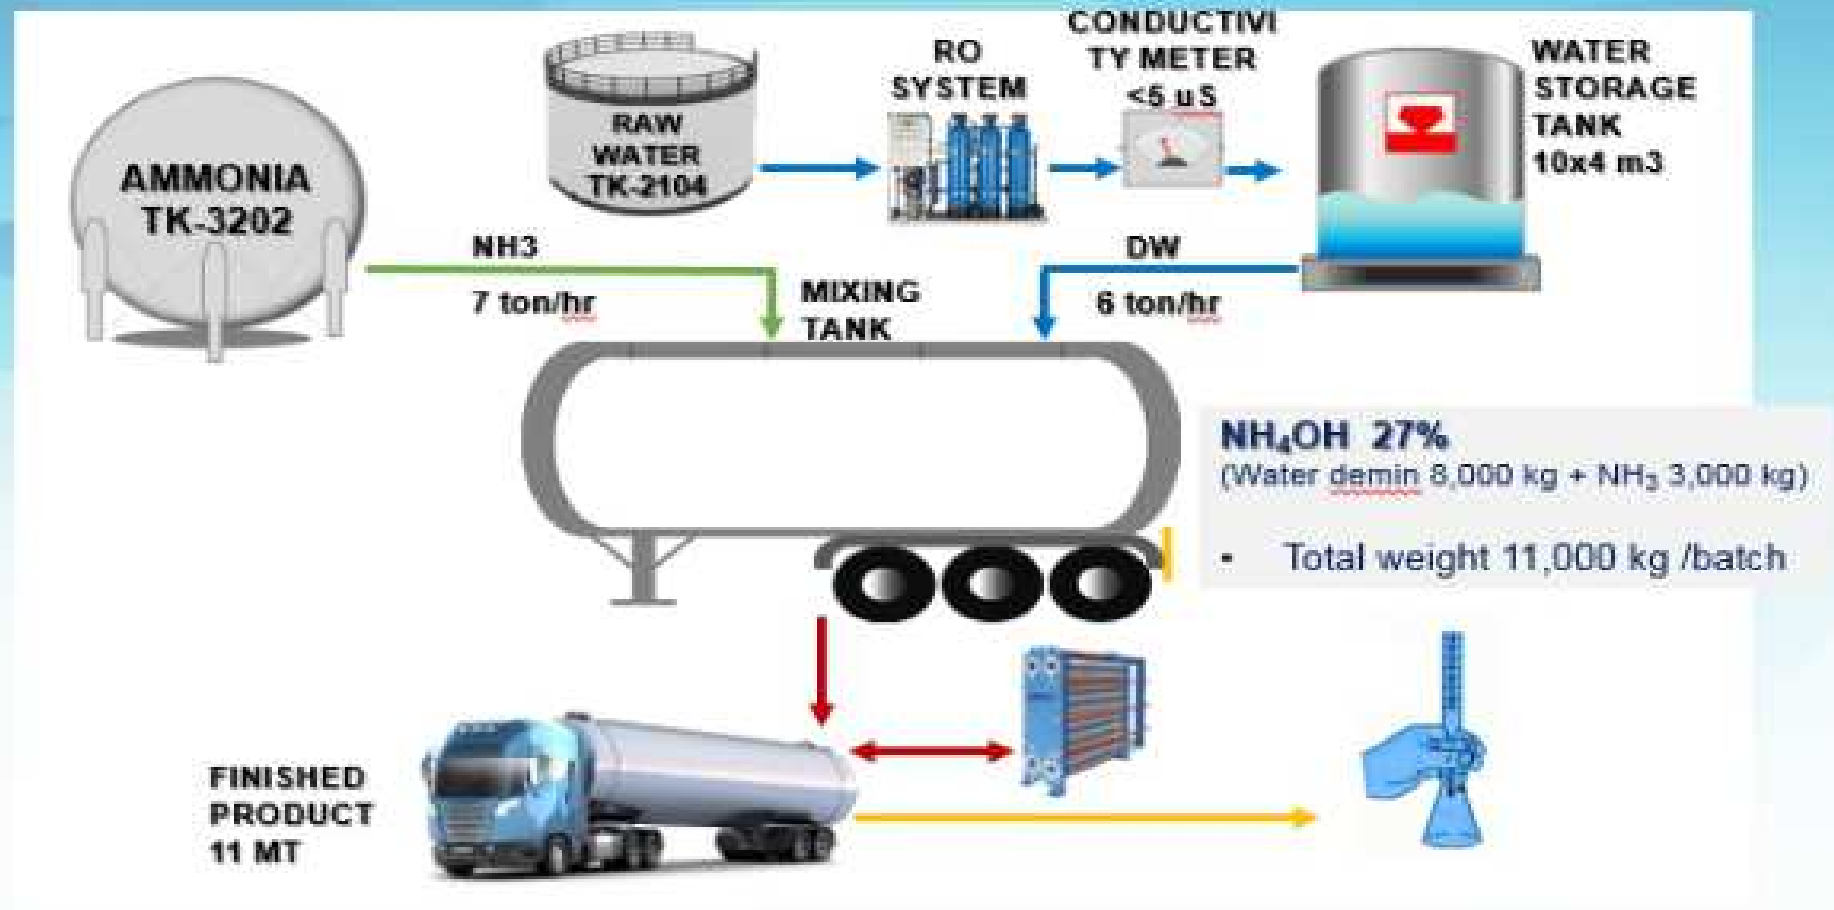 AMMONIA
TK-3202
RAW
WATER
TK-2104
RO
SYSTEM
CONDUCTIVI
TY METER
<5 uS
WATER
STORAGE
TANK
10x4 m3
NH3
7 ton/hr
MIXING
TANK
DW
6 ton/hr
NH₄OH 27%
(Water demin 8,000 kg + NH₃ 3,000 kg)
• Total weight 11,000 kg /batch
FINISHED
PRODUCT
11 MT